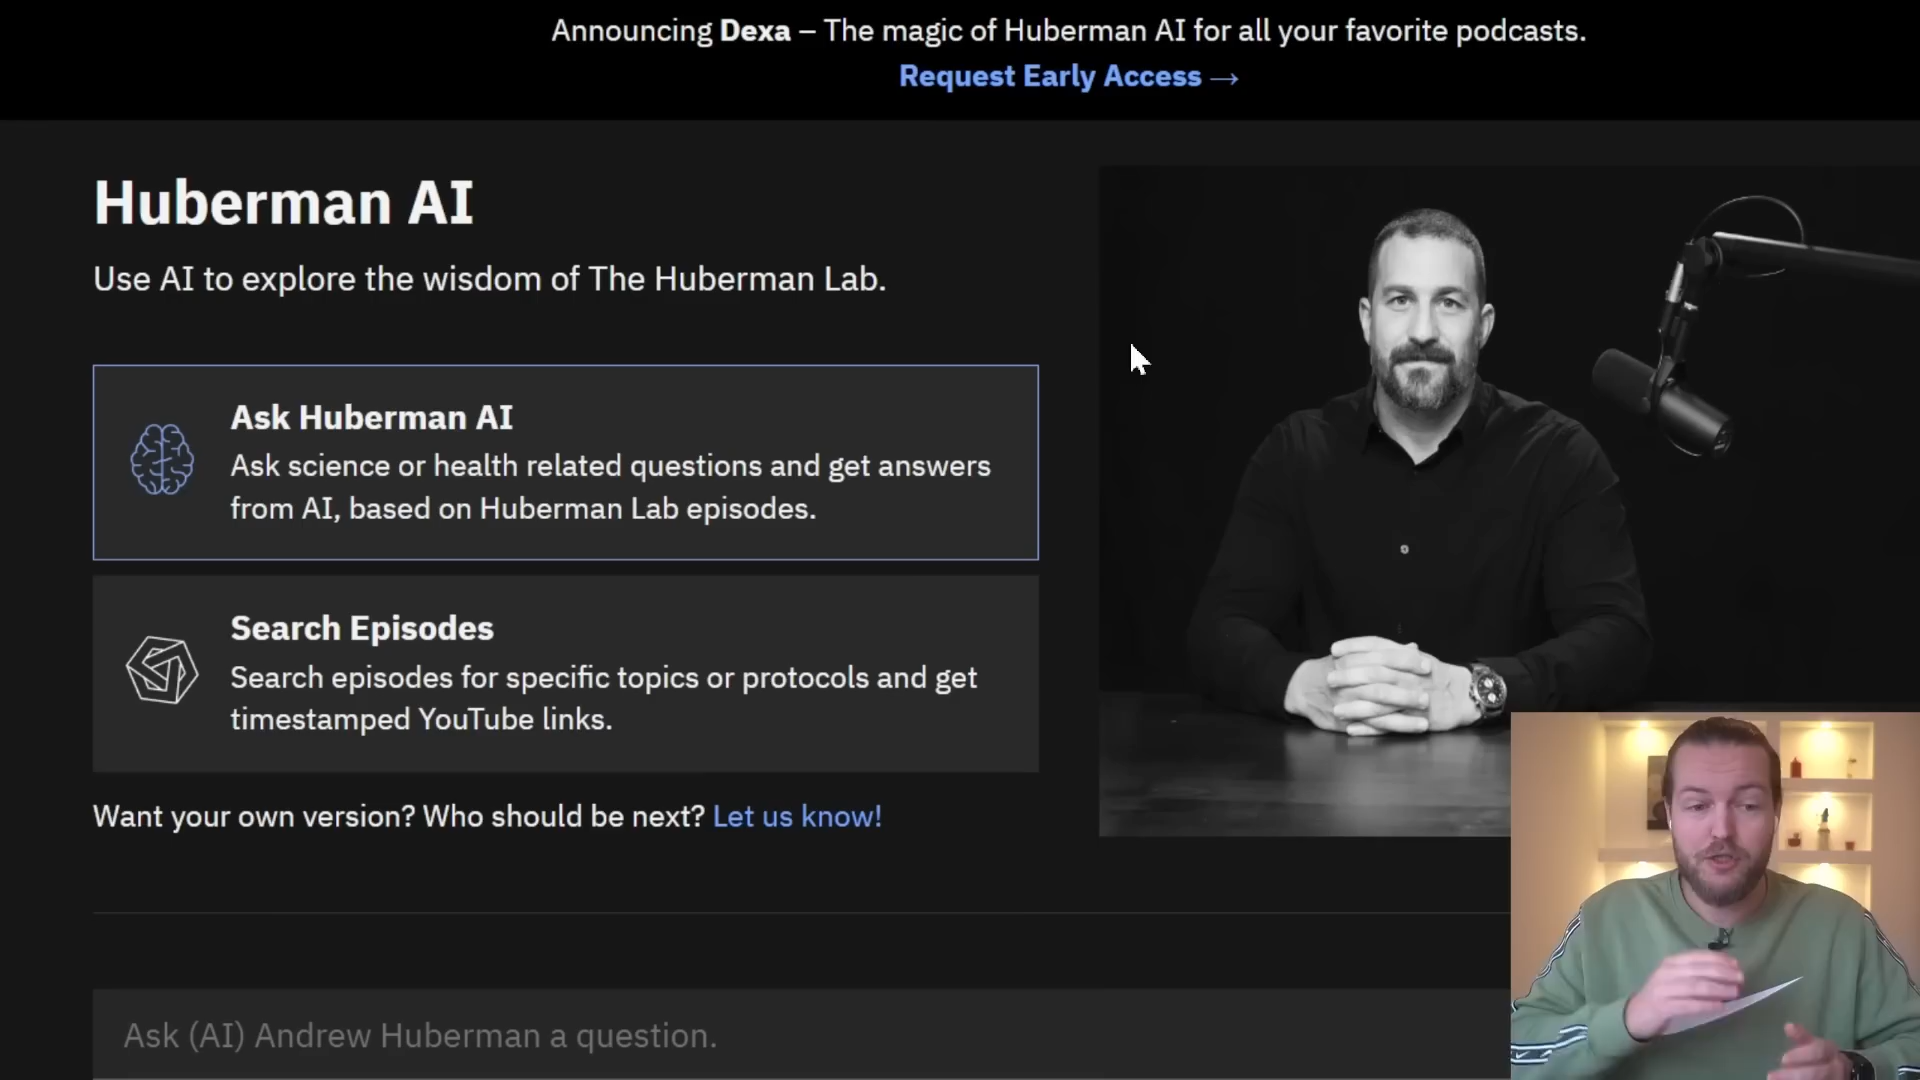 Announcing Dexa – The magic of Huberman AI for all your favorite podcasts.
Request Early Access →
Huberman AI
Use AI to explore the wisdom of The Huberman Lab.
Ask Huberman AI
Ask science or health related questions and get answers
from AI, based on Huberman Lab episodes.
Search Episodes
Search episodes for specific topics or protocols and get
timestamped YouTube links.
Want your own version? Who should be next? Let us know!
Ask (AI) Andrew Huberman a question.